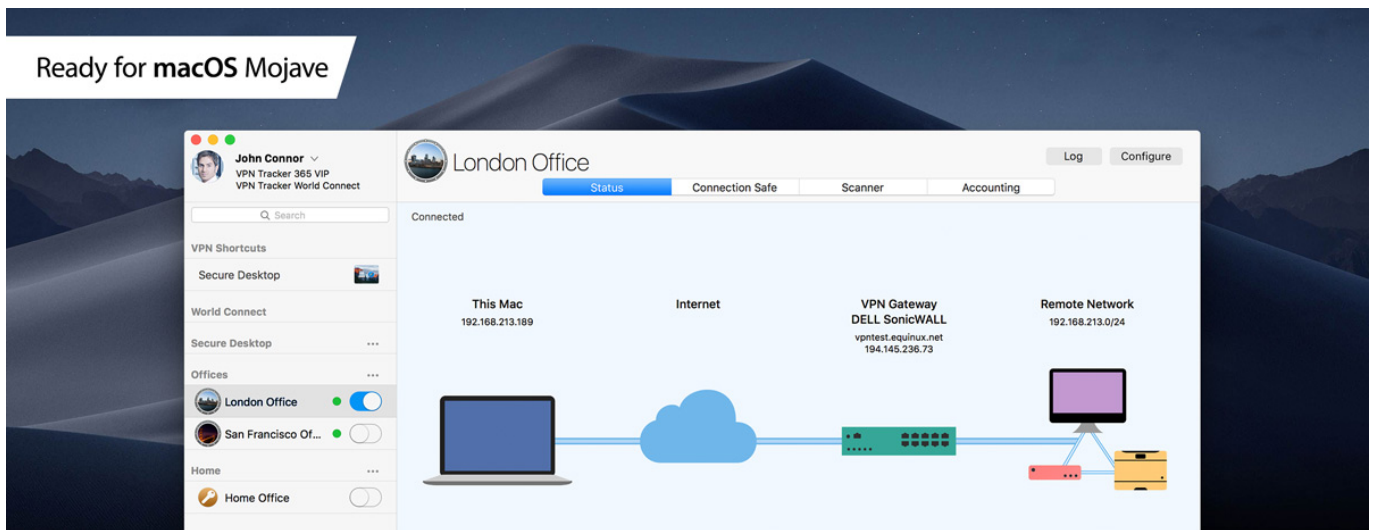 Ready for macOS Mojave
John Connor
VPN Tracker 365 VIP
VPN Tracker World Connect
Search
VPN Shortcuts
Secure Desktop
World Connect
Secure Desktop
Offices
London Office
San Francisco Of...
Home
Home Office
London Office
Log
Configure
Status
Connection Safe
Scanner
Accounting
Connected
This Mac
192.168.213.189
Internet
VPN Gateway
DELL SonicWALL
vpntest.equinux.net
194.145.236.73
Remote Network
192.168.213.0/24